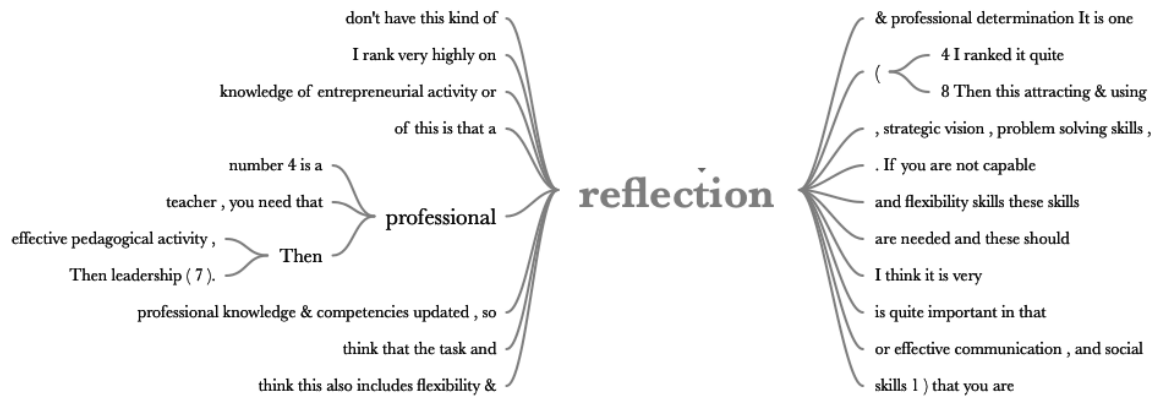 don't have this kind of
I rank very highly on
knowledge of entrepreneurial activity or
of this is that a
number 4 is a
teacher , you need that
professional
effective pedagogical activity ,
Then
Then leadership ( 7 ).
professional knowledge & competencies updated , so
think that the task and
think this also includes flexibility &
reflection
& professional determination It is one
(
4 I ranked it quite
8 Then this attracting & using
, strategic vision , problem solving skills ,
. If you are not capable
and flexibility skills these skills
are needed and these should
I think it is very
is quite important in that
or effective communication , and social
skills 1 ) that you are